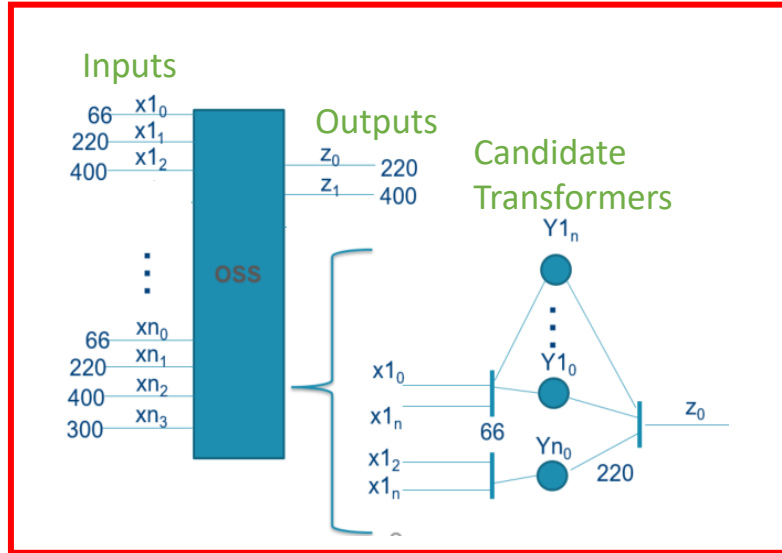 Inputs
66 x1₀
220 x1₁
400 x1₂
Outputs
z₀ 220
z₁ 400
Candidate
Transformers
OSS
66 xn₀
220 xn₁
400 xn₂
300 xn₃
Y1ₙ
x1₀
Y1₀
x1ₙ
66
z₀
x1₂
Yn₀
x1ₙ
220